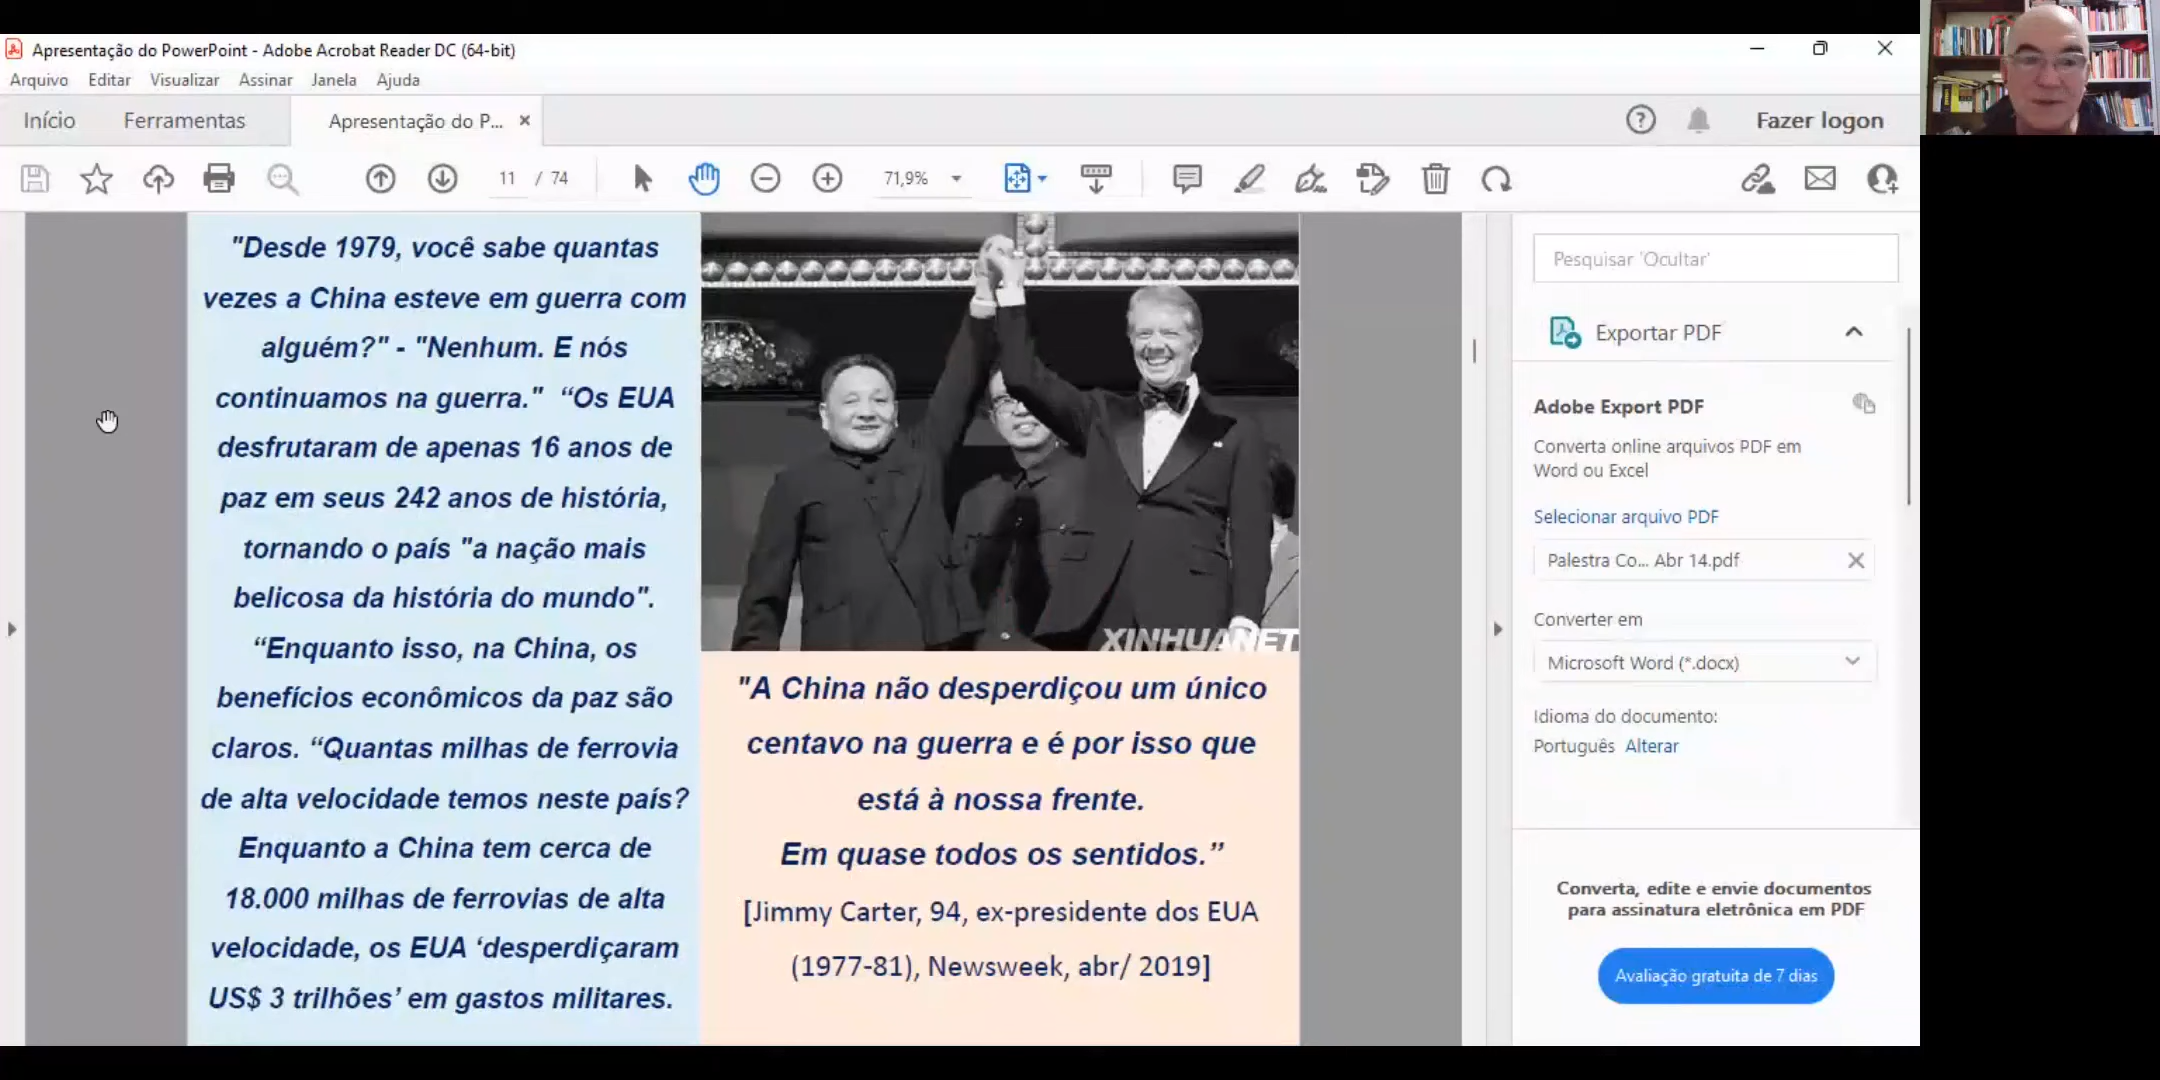 Apresentação do PowerPoint - Adobe Acrobat Reader DC (64-bit)
Arquivo Editar Visualizar Assinar Janela Ajuda
Início Ferramentas Apresentação do P... Fazer logon
11 / 74 71,9%
"Desde 1979, você sabe quantas
vezes a China esteve em guerra com
alguém?" - "Nenhum. E nós
continuamos na guerra." “Os EUA
desfrutaram de apenas 16 anos de
paz em seus 242 anos de história,
tornando o país "a nação mais
belicosa da história do mundo".
“Enquanto isso, na China, os
benefícios econômicos da paz são
claros. “Quantas milhas de ferrovia
de alta velocidade temos neste país?
Enquanto a China tem cerca de
18.000 milhas de ferrovias de alta
velocidade, os EUA ‘desperdiçaram
US$ 3 trilhões’ em gastos militares.
XINHUANET
"A China não desperdiçou um único
centavo na guerra e é por isso que
está à nossa frente.
Em quase todos os sentidos.”
[Jimmy Carter, 94, ex-presidente dos EUA
(1977-81), Newsweek, abr/ 2019]
Pesquisar 'Ocultar'
Exportar PDF
Adobe Export PDF
Converta online arquivos PDF em
Word ou Excel
Selecionar arquivo PDF
Palestra Co... Abr 14.pdf
Converter em
Microsoft Word (*.docx)
Idioma do documento:
Português Alterar
Converta, edite e envie documentos
para assinatura eletrônica em PDF
Avaliação gratuita de 7 dias